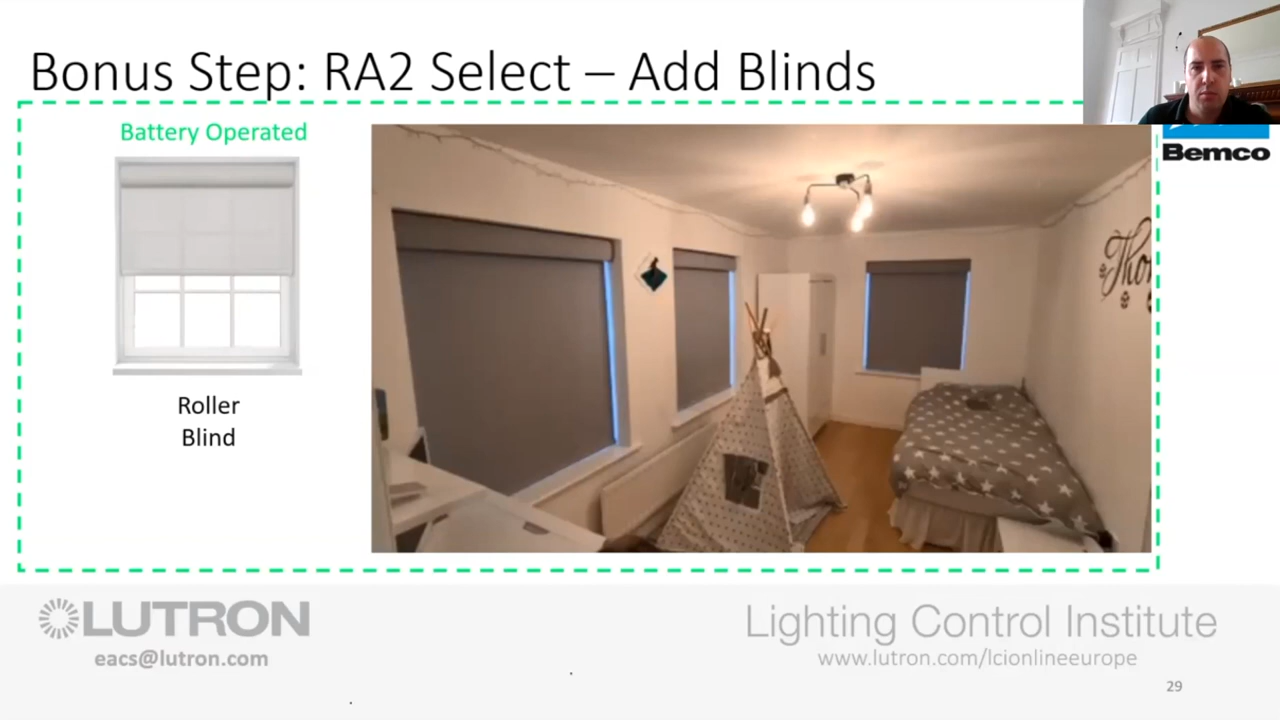 Bonus Step: RA2 Select – Add Blinds
Battery Operated
Bemco
Roller
Blind
LUTRON
eacs@lutron.com
Lighting Control Institute
www.lutron.com/lcionlineeurope
29